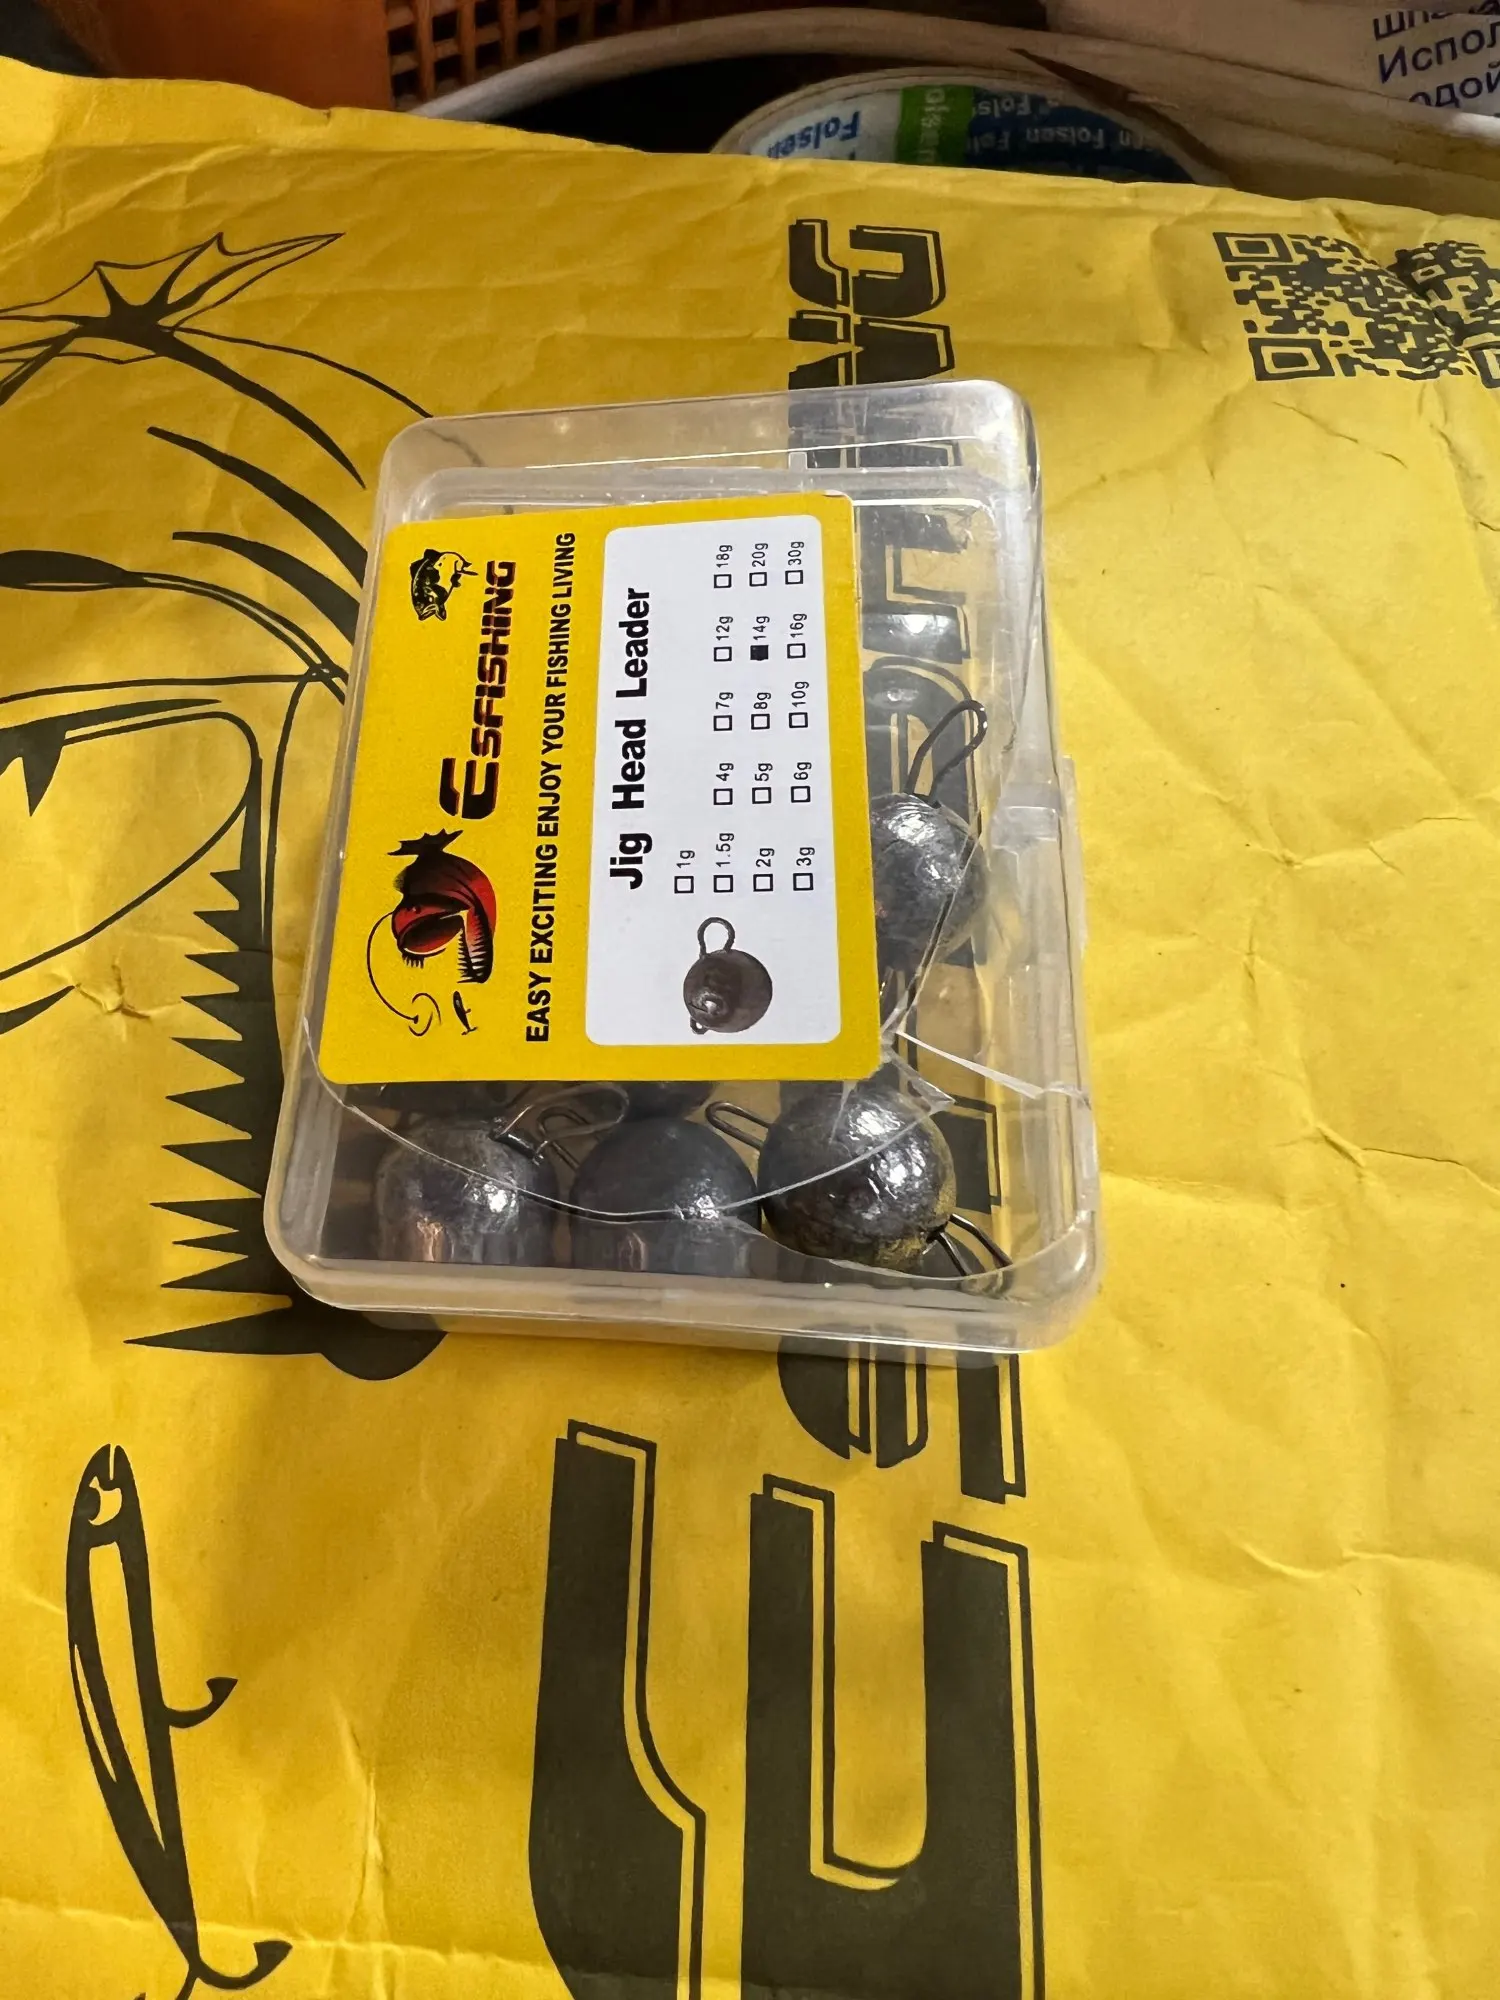 Испол
Folsen
Folsen
ESFISHING
EASY EXCITING ENJOY YOUR FISHING LIVING
Jig Head Leader
☐1g
☐1.5g ☐4g ☐7g ☐12g ☐18g
☐2g ☐5g ☐8g ■14g ☐20g
☐3g ☐6g ☐10g ☐16g ☐30g